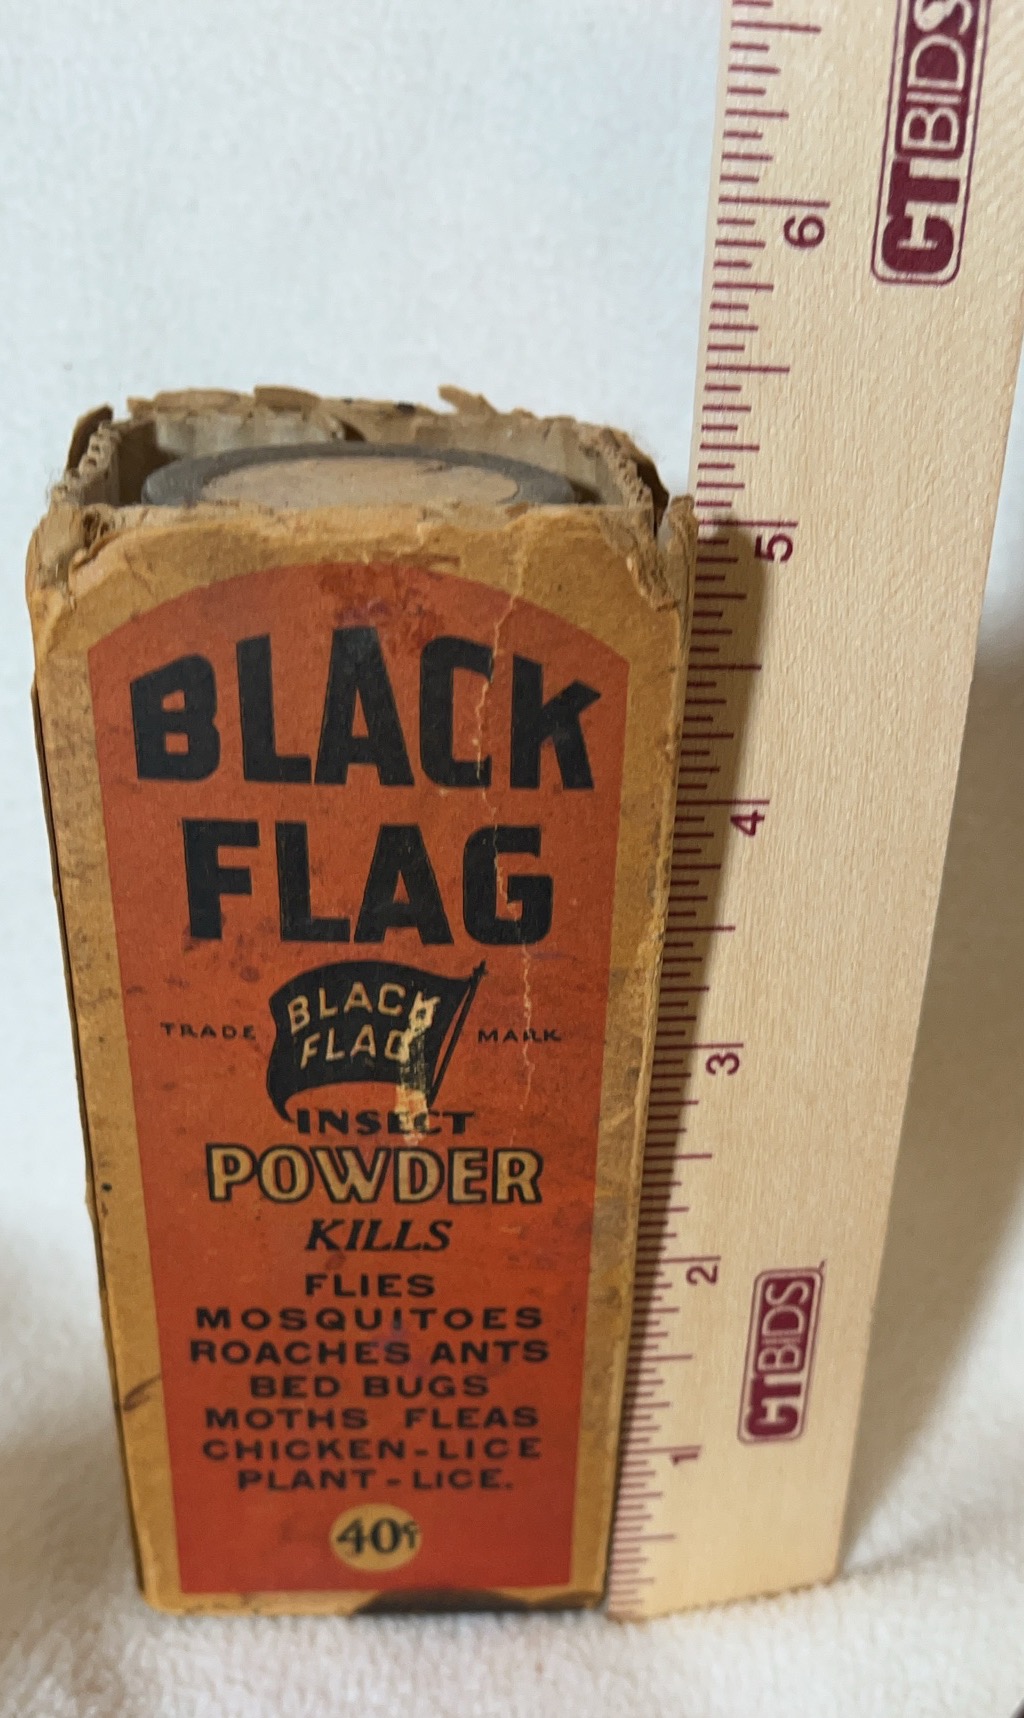 BLACK
FLAG
BLACK
FLAG
TRADE MARK
INSECT
POWDER
KILLS
FLIES
MOSQUITOES
ROACHES ANTS
BED BUGS
MOTHS FLEAS
CHICKEN-LICE
PLANT-LICE.
40¢
CTBIDS
6
5
4
3
2
1
CTBIDS